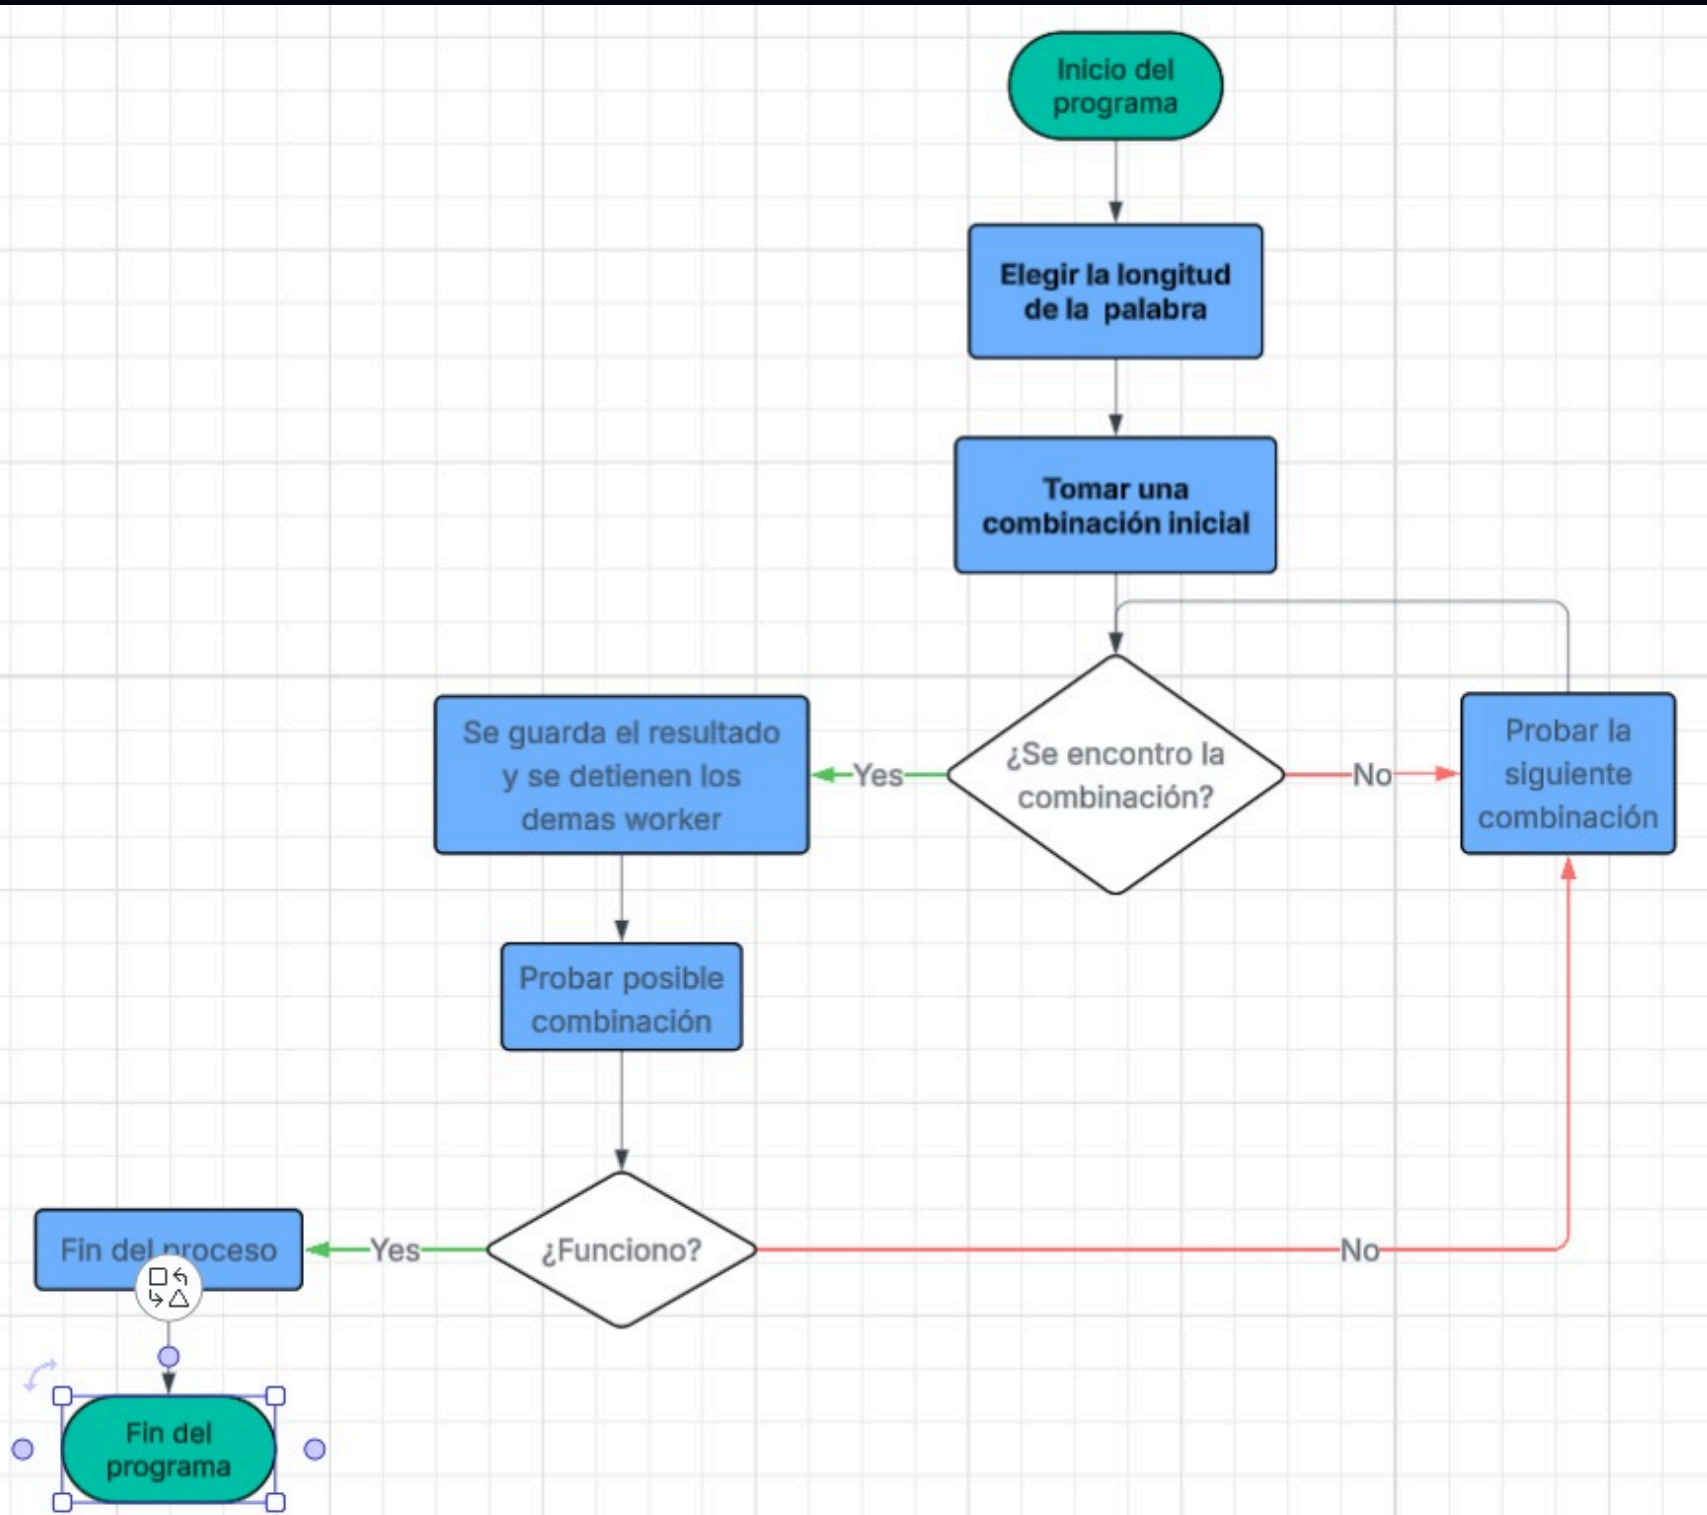 Inicio del
programa
Elegir la longitud
de la palabra
Tomar una
combinación inicial
¿Se encontro la
combinación?
Yes
No
Se guarda el resultado
y se detienen los
demas worker
Probar la
siguiente
combinación
Probar posible
combinación
¿Funciono?
Yes
No
Fin del proceso
Fin del
programa